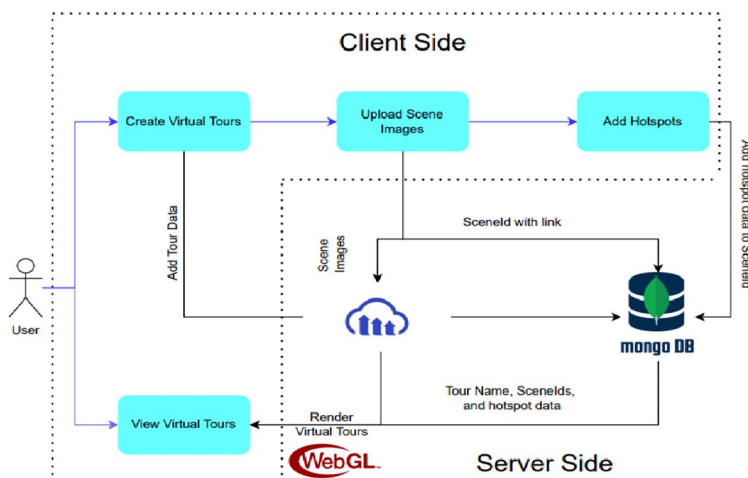 Client Side
Create Virtual Tours
Upload Scene
Images
Add Hotspots
Add Tour Data
Scene
Images
SceneId with link
Add hotspot data to SceneId
User
mongo DB
Tour Name, SceneIds,
and hotspot data
View Virtual Tours
Render
Virtual Tours
WebGL
Server Side